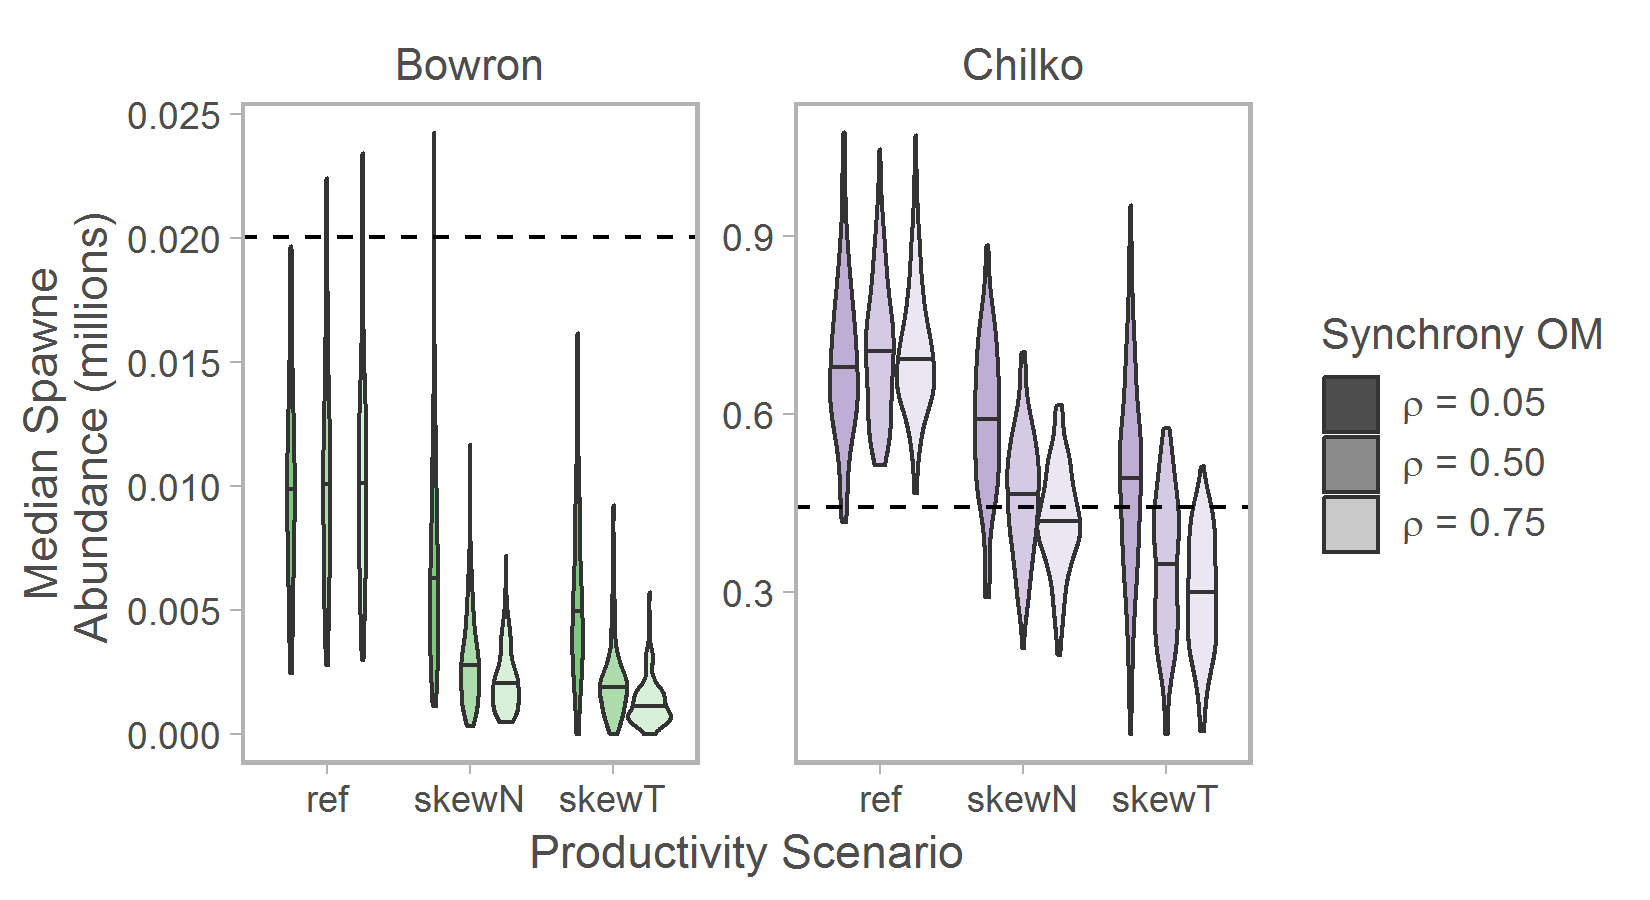 Bowron
Chilko
Median Spawne
Abundance (millions)
0.025
0.020
0.015
0.010
0.005
0.000
0.9
0.6
0.3
ref
skewN
skewT
ref
skewN
skewT
Productivity Scenario
Synchrony OM
ρ = 0.05
ρ = 0.50
ρ = 0.75